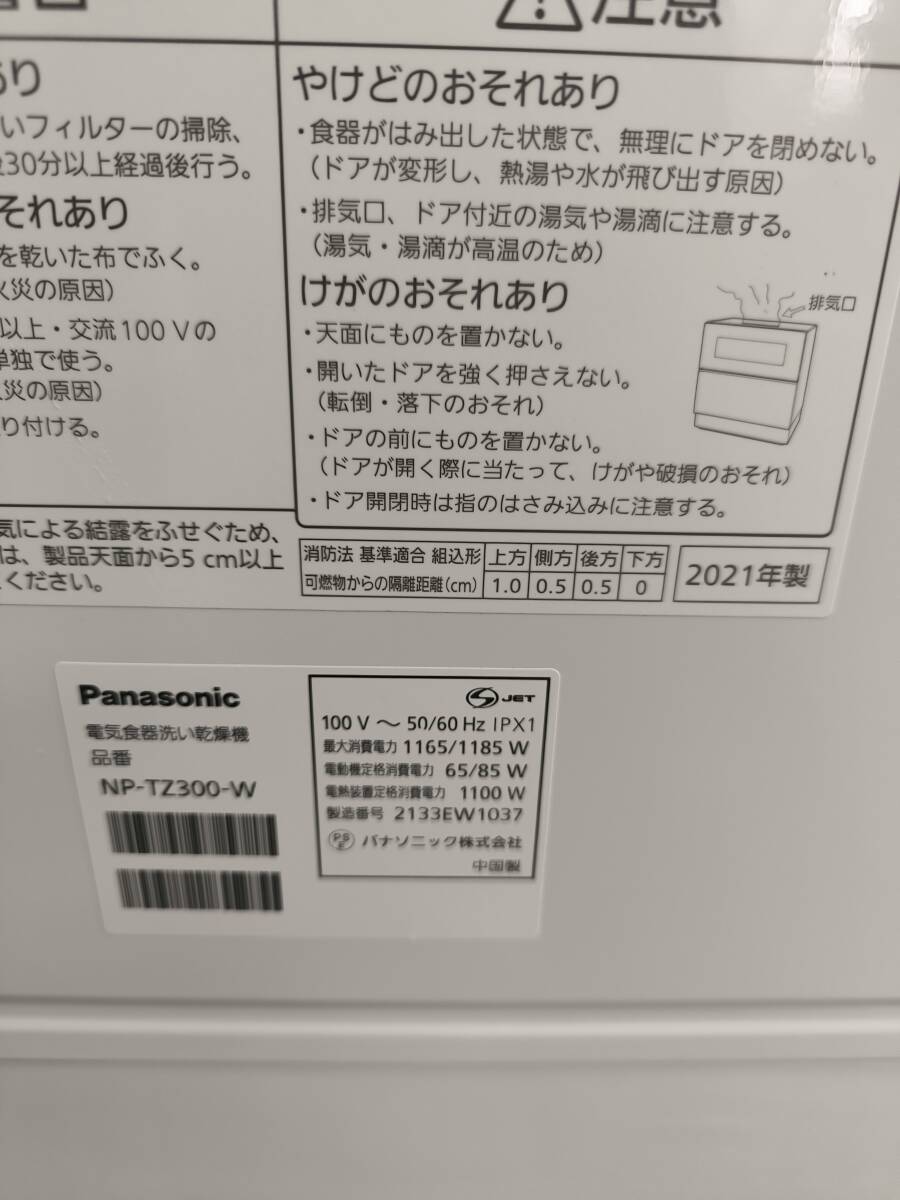 注意
あり
いフィルターの掃除、
30分以上経過後行う。
それあり
を乾いた布でふく。
火災の原因）
以上・交流100 Vの
単独で使う。
災の原因）
り付ける。
気による結露をふせぐため、
は、製品天面から5 cm以上
ください。
やけどのおそれあり
・食器がはみ出した状態で、無理にドアを閉めない。
（ドアが変形し、熱湯や水が飛び出す原因）
・排気口、ドア付近の湯気や湯滴に注意する。
（湯気・湯滴が高温のため）
けがのおそれあり
・天面にものを置かない。
・開いたドアを強く押さえない。
（転倒・落下のおそれ）
・ドアの前にものを置かない。
（ドアが開く際に当たって、けがや破損のおそれ）
・ドア開閉時は指のはさみ込みに注意する。
排気口
消防法 基準適合 組込形 上方 側方 後方 下方
可燃物からの隔離距離(cm) 1.0 0.5 0.5 0
2021年製
Panasonic
電気食器洗い乾燥機
品番
NP-TZ300-W
S JET
100 V ～ 50/60 Hz IPX1
最大消費電力 1165/1185 W
電動機定格消費電力 65/85 W
電熱装置定格消費電力 1100 W
製造番号 2133EW1037
PSE パナソニック株式会社
中国製